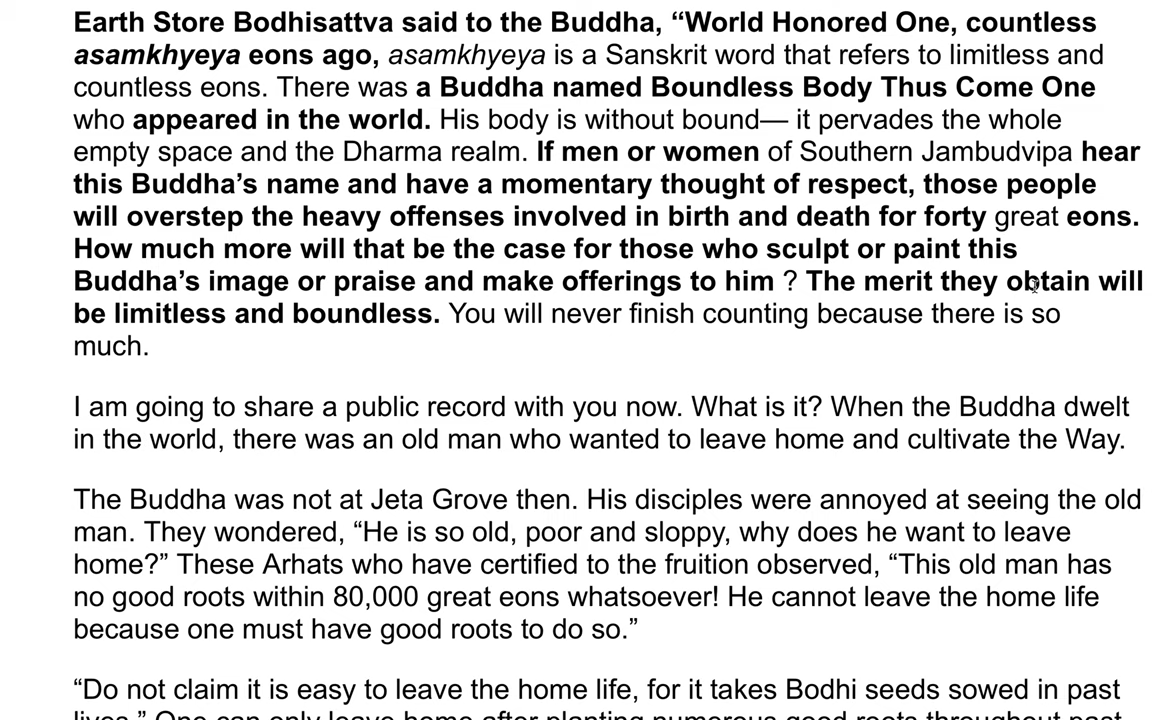 Earth Store Bodhisattva said to the Buddha, “World Honored One, countless
asamkhyeya eons ago, asamkhyeya is a Sanskrit word that refers to limitless and
countless eons. There was a Buddha named Boundless Body Thus Come One
who appeared in the world. His body is without bound— it pervades the whole
empty space and the Dharma realm. If men or women of Southern Jambudvipa hear
this Buddha’s name and have a momentary thought of respect, those people
will overstep the heavy offenses involved in birth and death for forty great eons.
How much more will that be the case for those who sculpt or paint this
Buddha’s image or praise and make offerings to him ? The merit they obtain will
be limitless and boundless. You will never finish counting because there is so
much.
I am going to share a public record with you now. What is it? When the Buddha dwelt
in the world, there was an old man who wanted to leave home and cultivate the Way.
The Buddha was not at Jeta Grove then. His disciples were annoyed at seeing the old
man. They wondered, “He is so old, poor and sloppy, why does he want to leave
home?” These Arhats who have certified to the fruition observed, “This old man has
no good roots within 80,000 great eons whatsoever! He cannot leave the home life
because one must have good roots to do so.”
“Do not claim it is easy to leave the home life, for it takes Bodhi seeds sowed in past
lives.” One can only leave home after planting numerous good roots throughout past